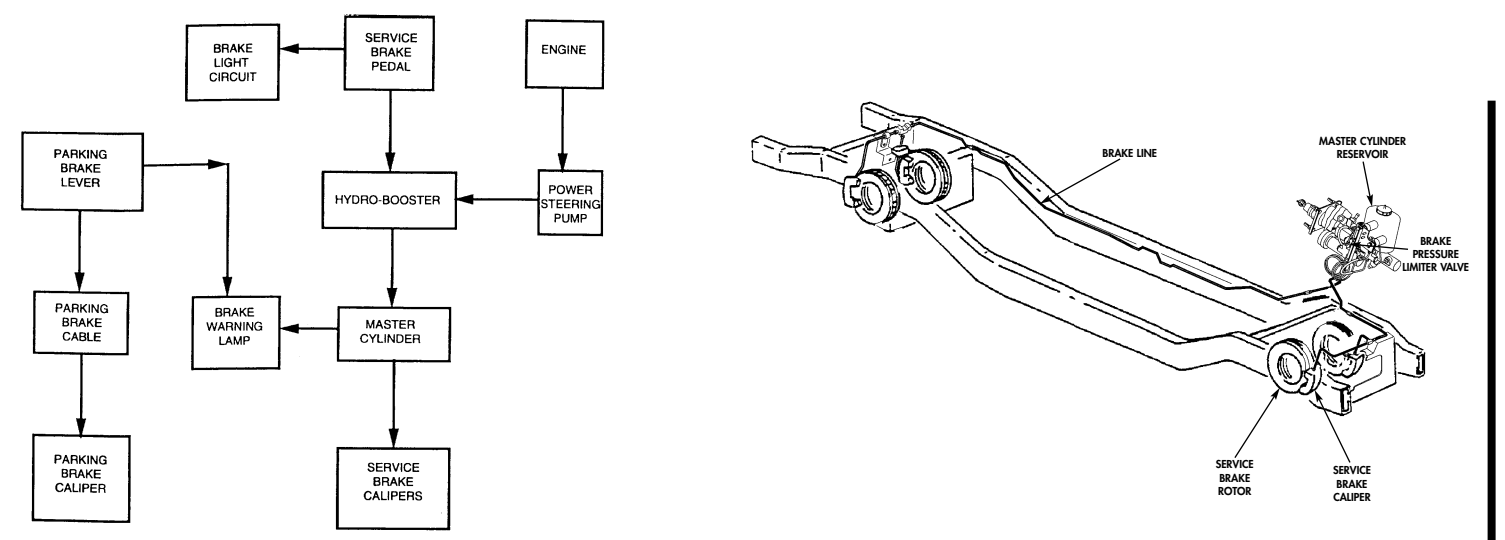 BRAKE
LIGHT
CIRCUIT
SERVICE
BRAKE
PEDAL
ENGINE
PARKING
BRAKE
LEVER
HYDRO-BOOSTER
POWER
STEERING
PUMP
PARKING
BRAKE
CABLE
BRAKE
WARNING
LAMP
MASTER
CYLINDER
PARKING
BRAKE
CALIPER
SERVICE
BRAKE
CALIPERS
BRAKE LINE
MASTER CYLINDER
RESERVOIR
BRAKE
PRESSURE
LIMITER VALVE
SERVICE
BRAKE
ROTOR
SERVICE
BRAKE
CALIPER